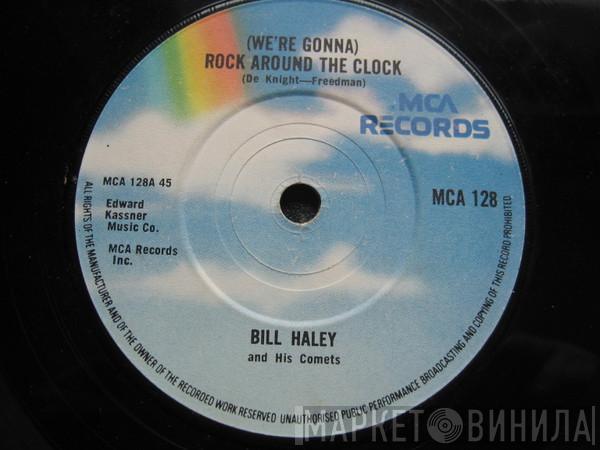 (WE'RE GONNA)
ROCK AROUND THE CLOCK
(De Knight—Freedman)
MCA
RECORDS
MCA 128A 45
MCA 128
Edward
Kassner
Music Co.
MCA Records
Inc.
BILL HALEY
and His Comets
ALL RIGHTS OF THE MANUFACTURER AND OF THE OWNER OF THE RECORDED WORK RESERVED UNAUTHORISED PUBLIC PERFORMANCE BROADCASTING AND COPYING OF THIS RECORD PROHIBITED
МАРКЕТ ВИНИЛА